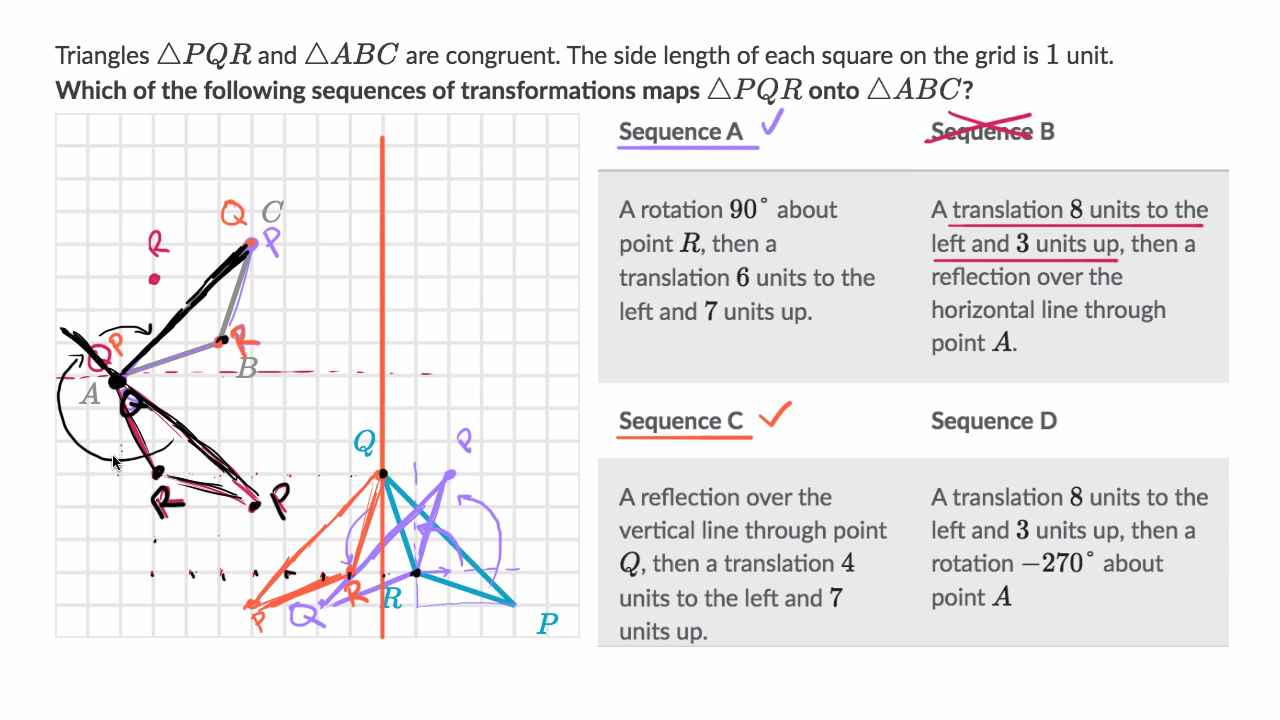 Triangles △PQR and △ABC are congruent. The side length of each square on the grid is 1 unit.
Which of the following sequences of transformations maps △PQR onto △ABC?
Sequence A
Sequence B
A rotation 90° about
point R, then a
translation 6 units to the
left and 7 units up.
A translation 8 units to the
left and 3 units up, then a
reflection over the
horizontal line through
point A.
Sequence C
Sequence D
A reflection over the
vertical line through point
Q, then a translation 4
units to the left and 7
units up.
A translation 8 units to the
left and 3 units up, then a
rotation −270° about
point A
Q C
R P
Q P R
A B
Q
R P
Q P
P Q R R P